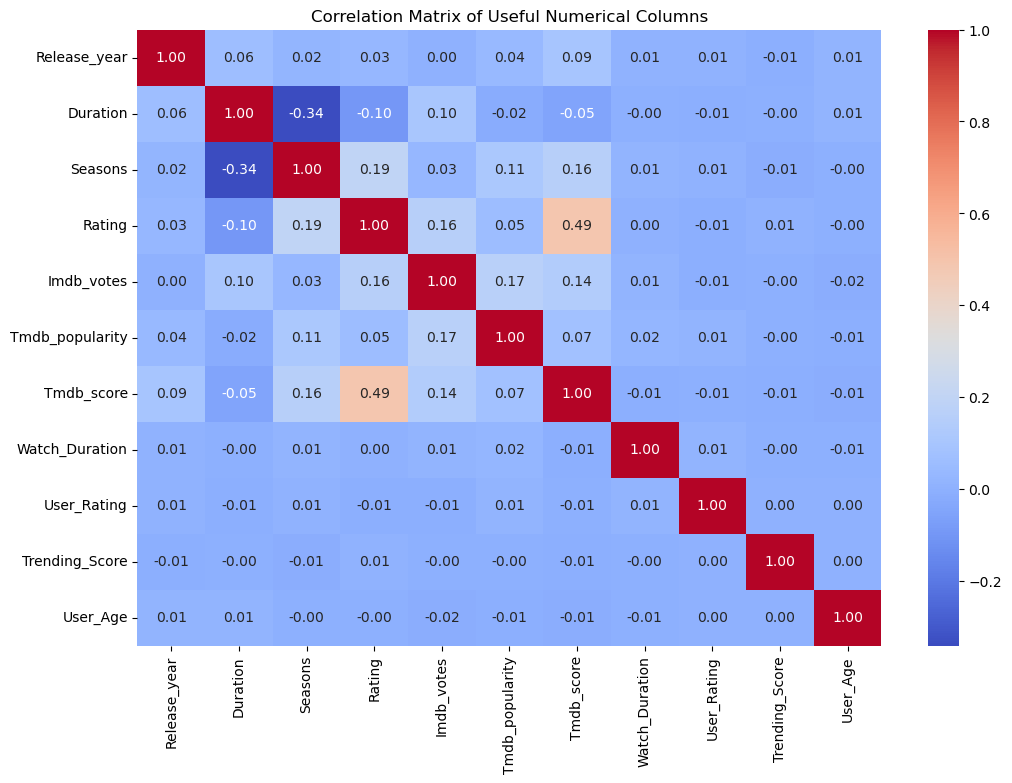 Correlation Matrix of Useful Numerical Columns
Release_year 1.00 0.06 0.02 0.03 0.00 0.04 0.09 0.01 0.01 -0.01 0.01
Duration 0.06 1.00 -0.34 -0.10 0.10 -0.02 -0.05 -0.00 -0.01 -0.00 0.01
Seasons 0.02 -0.34 1.00 0.19 0.03 0.11 0.16 0.01 0.01 -0.01 -0.00
Rating 0.03 -0.10 0.19 1.00 0.16 0.05 0.49 0.00 -0.01 0.01 -0.00
Imdb_votes 0.00 0.10 0.03 0.16 1.00 0.17 0.14 0.01 -0.01 -0.00 -0.02
Tmdb_popularity 0.04 -0.02 0.11 0.05 0.17 1.00 0.07 0.02 0.01 -0.00 -0.01
Tmdb_score 0.09 -0.05 0.16 0.49 0.14 0.07 1.00 -0.01 -0.01 -0.01 -0.01
Watch_Duration 0.01 -0.00 0.01 0.00 0.01 0.02 -0.01 1.00 0.01 -0.00 -0.01
User_Rating 0.01 -0.01 0.01 -0.01 -0.01 0.01 -0.01 0.01 1.00 0.00 0.00
Trending_Score -0.01 -0.00 -0.01 0.01 -0.00 -0.00 -0.01 -0.00 0.00 1.00 0.00
User_Age 0.01 0.01 -0.00 -0.00 -0.02 -0.01 -0.01 -0.01 0.00 0.00 1.00
Release_year
Duration
Seasons
Rating
Imdb_votes
Tmdb_popularity
Tmdb_score
Watch_Duration
User_Rating
Trending_Score
User_Age
1.0
0.8
0.6
0.4
0.2
0.0
−0.2